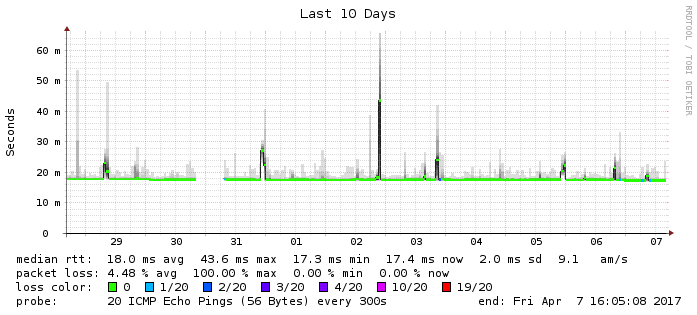 Last 10 Days
RRDTOOL / TOBI OETIKER
Seconds
60 m
50 m
40 m
30 m
20 m
10 m
0
29 30 31 01 02 03 04 05 06 07
median rtt: 18.0 ms avg 43.6 ms max 17.3 ms min 17.4 ms now 2.0 ms sd 9.1 am/s
packet loss: 4.48 % avg 100.00 % max 0.00 % min 0.00 % now
loss color: 0 1/20 2/20 3/20 4/20 10/20 19/20
probe: 20 ICMP Echo Pings (56 Bytes) every 300s end: Fri Apr 7 16:05:08 2017